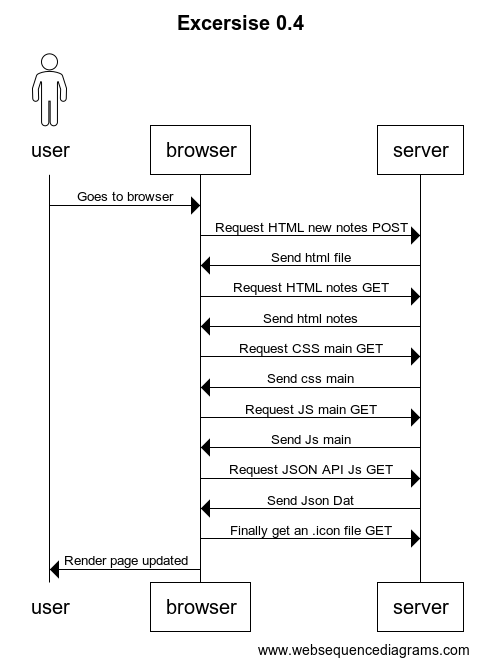 Excersise 0.4
user
browser
server
Goes to browser
Request HTML new notes POST
Send html file
Request HTML notes GET
Send html notes
Request CSS main GET
Send css main
Request JS main GET
Send Js main
Request JSON API Js GET
Send Json Dat
Finally get an .icon file GET
Render page updated
user
browser
server
www.websequencediagrams.com